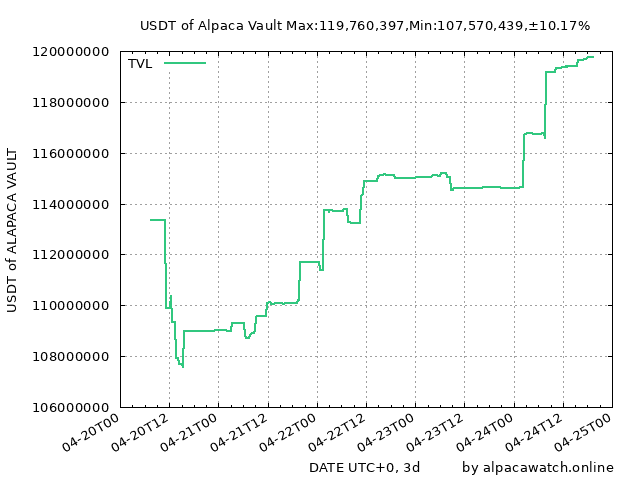 USDT of Alpaca Vault Max:119,760,397,Min:107,570,439,±10.17%
120000000
TVL
118000000
116000000
114000000
112000000
110000000
108000000
106000000
USDT of ALAPACA VAULT
04-20T00
04-20T12
04-21T00
04-21T12
04-22T00
04-22T12
04-23T00
04-23T12
04-24T00
04-24T12
04-25T00
DATE UTC+0, 3d
by alpacawatch.online